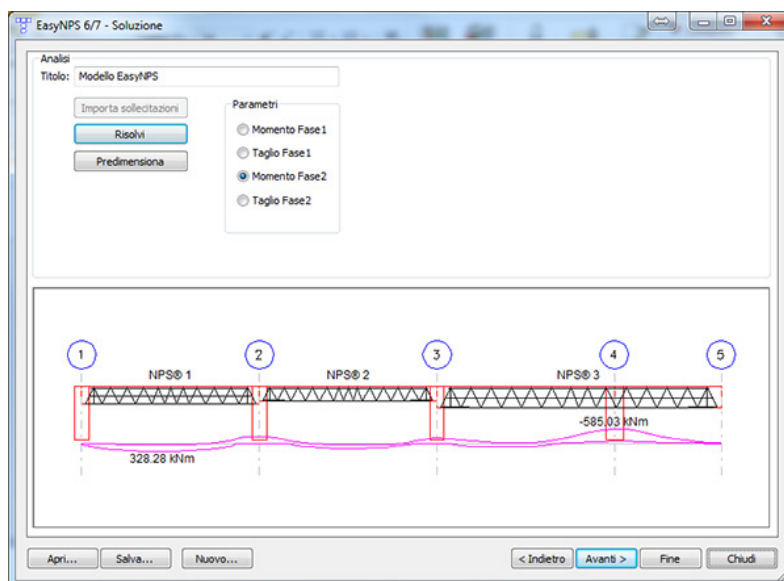 EasyNPS 6/7 - Soluzione
Analisi
Titolo: Modello EasyNPS
Importa sollecitazioni
Parametri
Risolvi
Momento Fase1
Predimensiona
Taglio Fase1
Momento Fase2
Taglio Fase2
1 2 3 4 5
NPS® 1 NPS® 2 NPS® 3
-585.03 kNm
328.28 kNm
Apri... Salva... Nuovo... < Indietro Avanti > Fine Chiudi